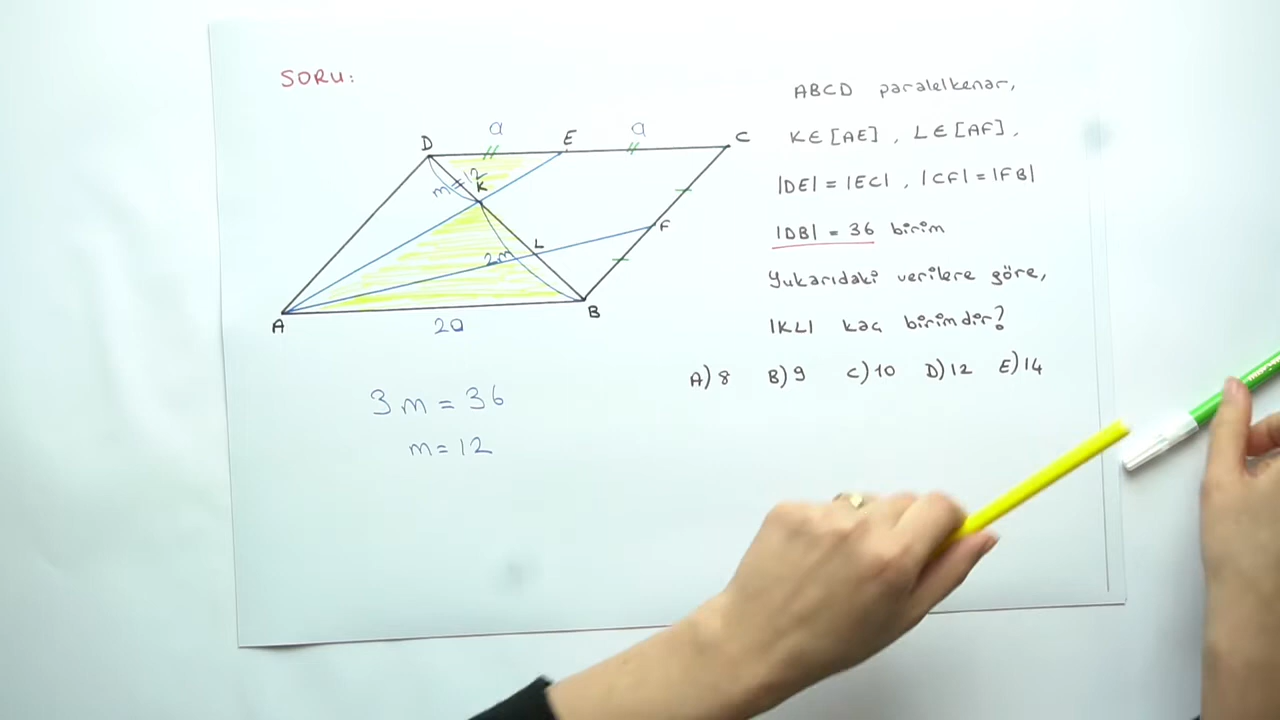 SORU:
ABCD paralelkenar,
K∈[AE], L∈[AF],
|DE|=|EC|, |CF|=|FB|
|DB| = 36 birim
Yukarıdaki verilere göre,
|KL| kaç birimdir?
A) 8 B) 9 C) 10 D) 12 E) 14
a a
D E C
m=12
K
F
L
2m
A B
2a
3m = 36
m = 12